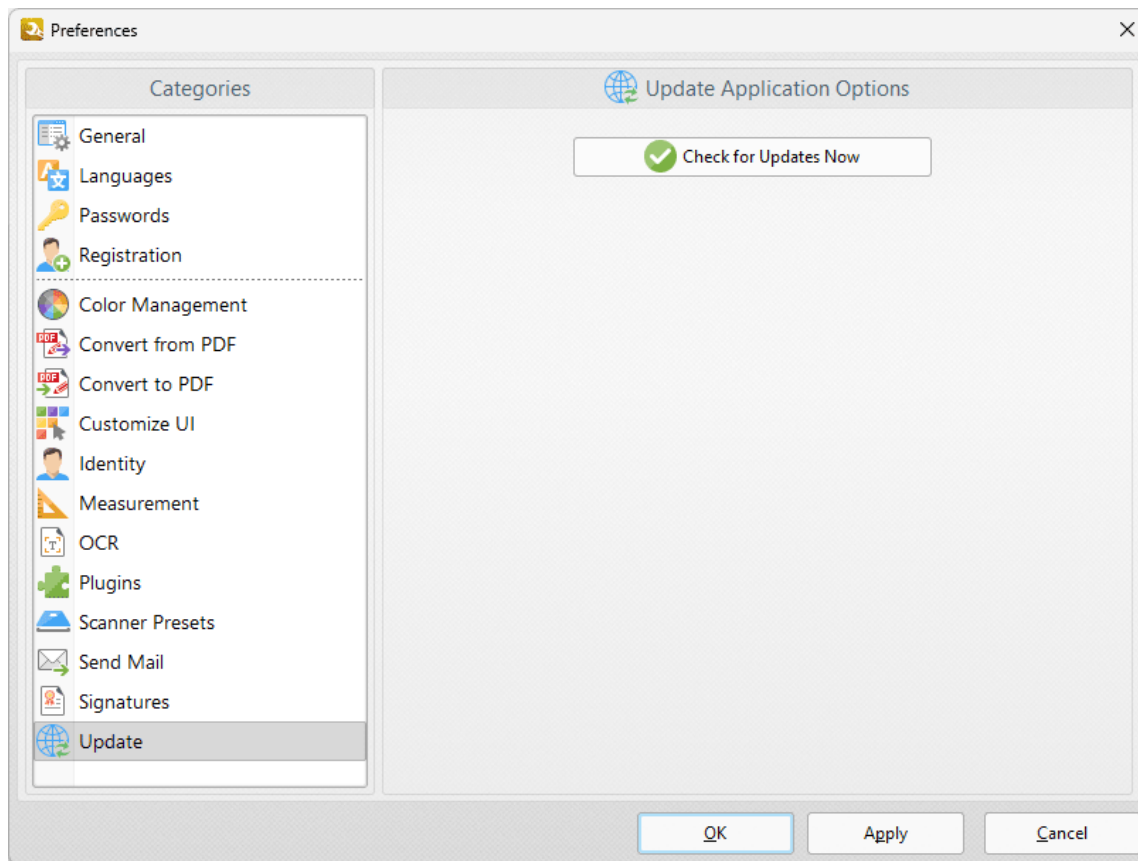 Preferences
Categories
Update Application Options
General
Check for Updates Now
Languages
Passwords
Registration
Color Management
Convert from PDF
Convert to PDF
Customize UI
Identity
Measurement
OCR
Plugins
Scanner Presets
Send Mail
Signatures
Update
OK
Apply
Cancel